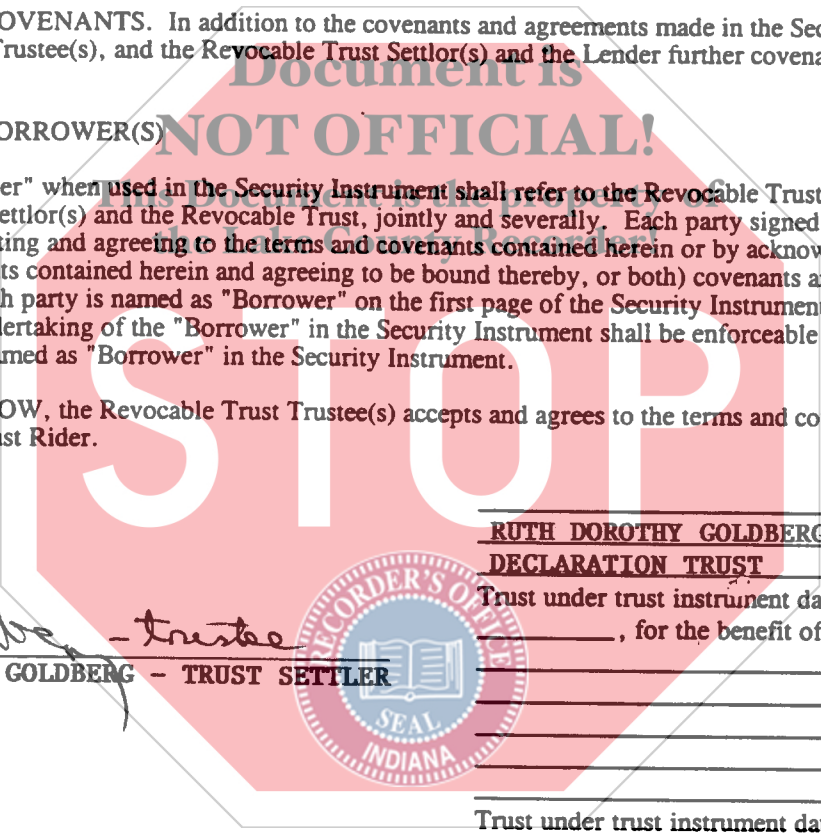 OVENANTS. In addition to the covenants and agreements made in the Sec
Trustee(s), and the Revocable Trust Settlor(s) and the Lender further covena
Document is
ORROWER(S)
NOT OFFICIAL!
er" when used in the Security Instrument shall refer to the Revocable Trust
This Document is the property of
ettlor(s) and the Revocable Trust, jointly and severally. Each party signed
ting and agreeing to the terms and covenants contained herein or by acknow
the Lake County Recorder!
ts contained herein and agreeing to be bound thereby, or both) covenants a
h party is named as "Borrower" on the first page of the Security Instrument
dertaking of the "Borrower" in the Security Instrument shall be enforceable
med as "Borrower" in the Security Instrument.
OW, the Revocable Trust Trustee(s) accepts and agrees to the terms and co
ust Rider.
STOP
RUTH DOROTHY GOLDBERG
DECLARATION TRUST
Trust under trust instrument da
, for the benefit of
- trustee
GOLDBERG - TRUST SETTLER
RECORDER'S OFFICE
SEAL
INDIANA
Trust under trust instrument da